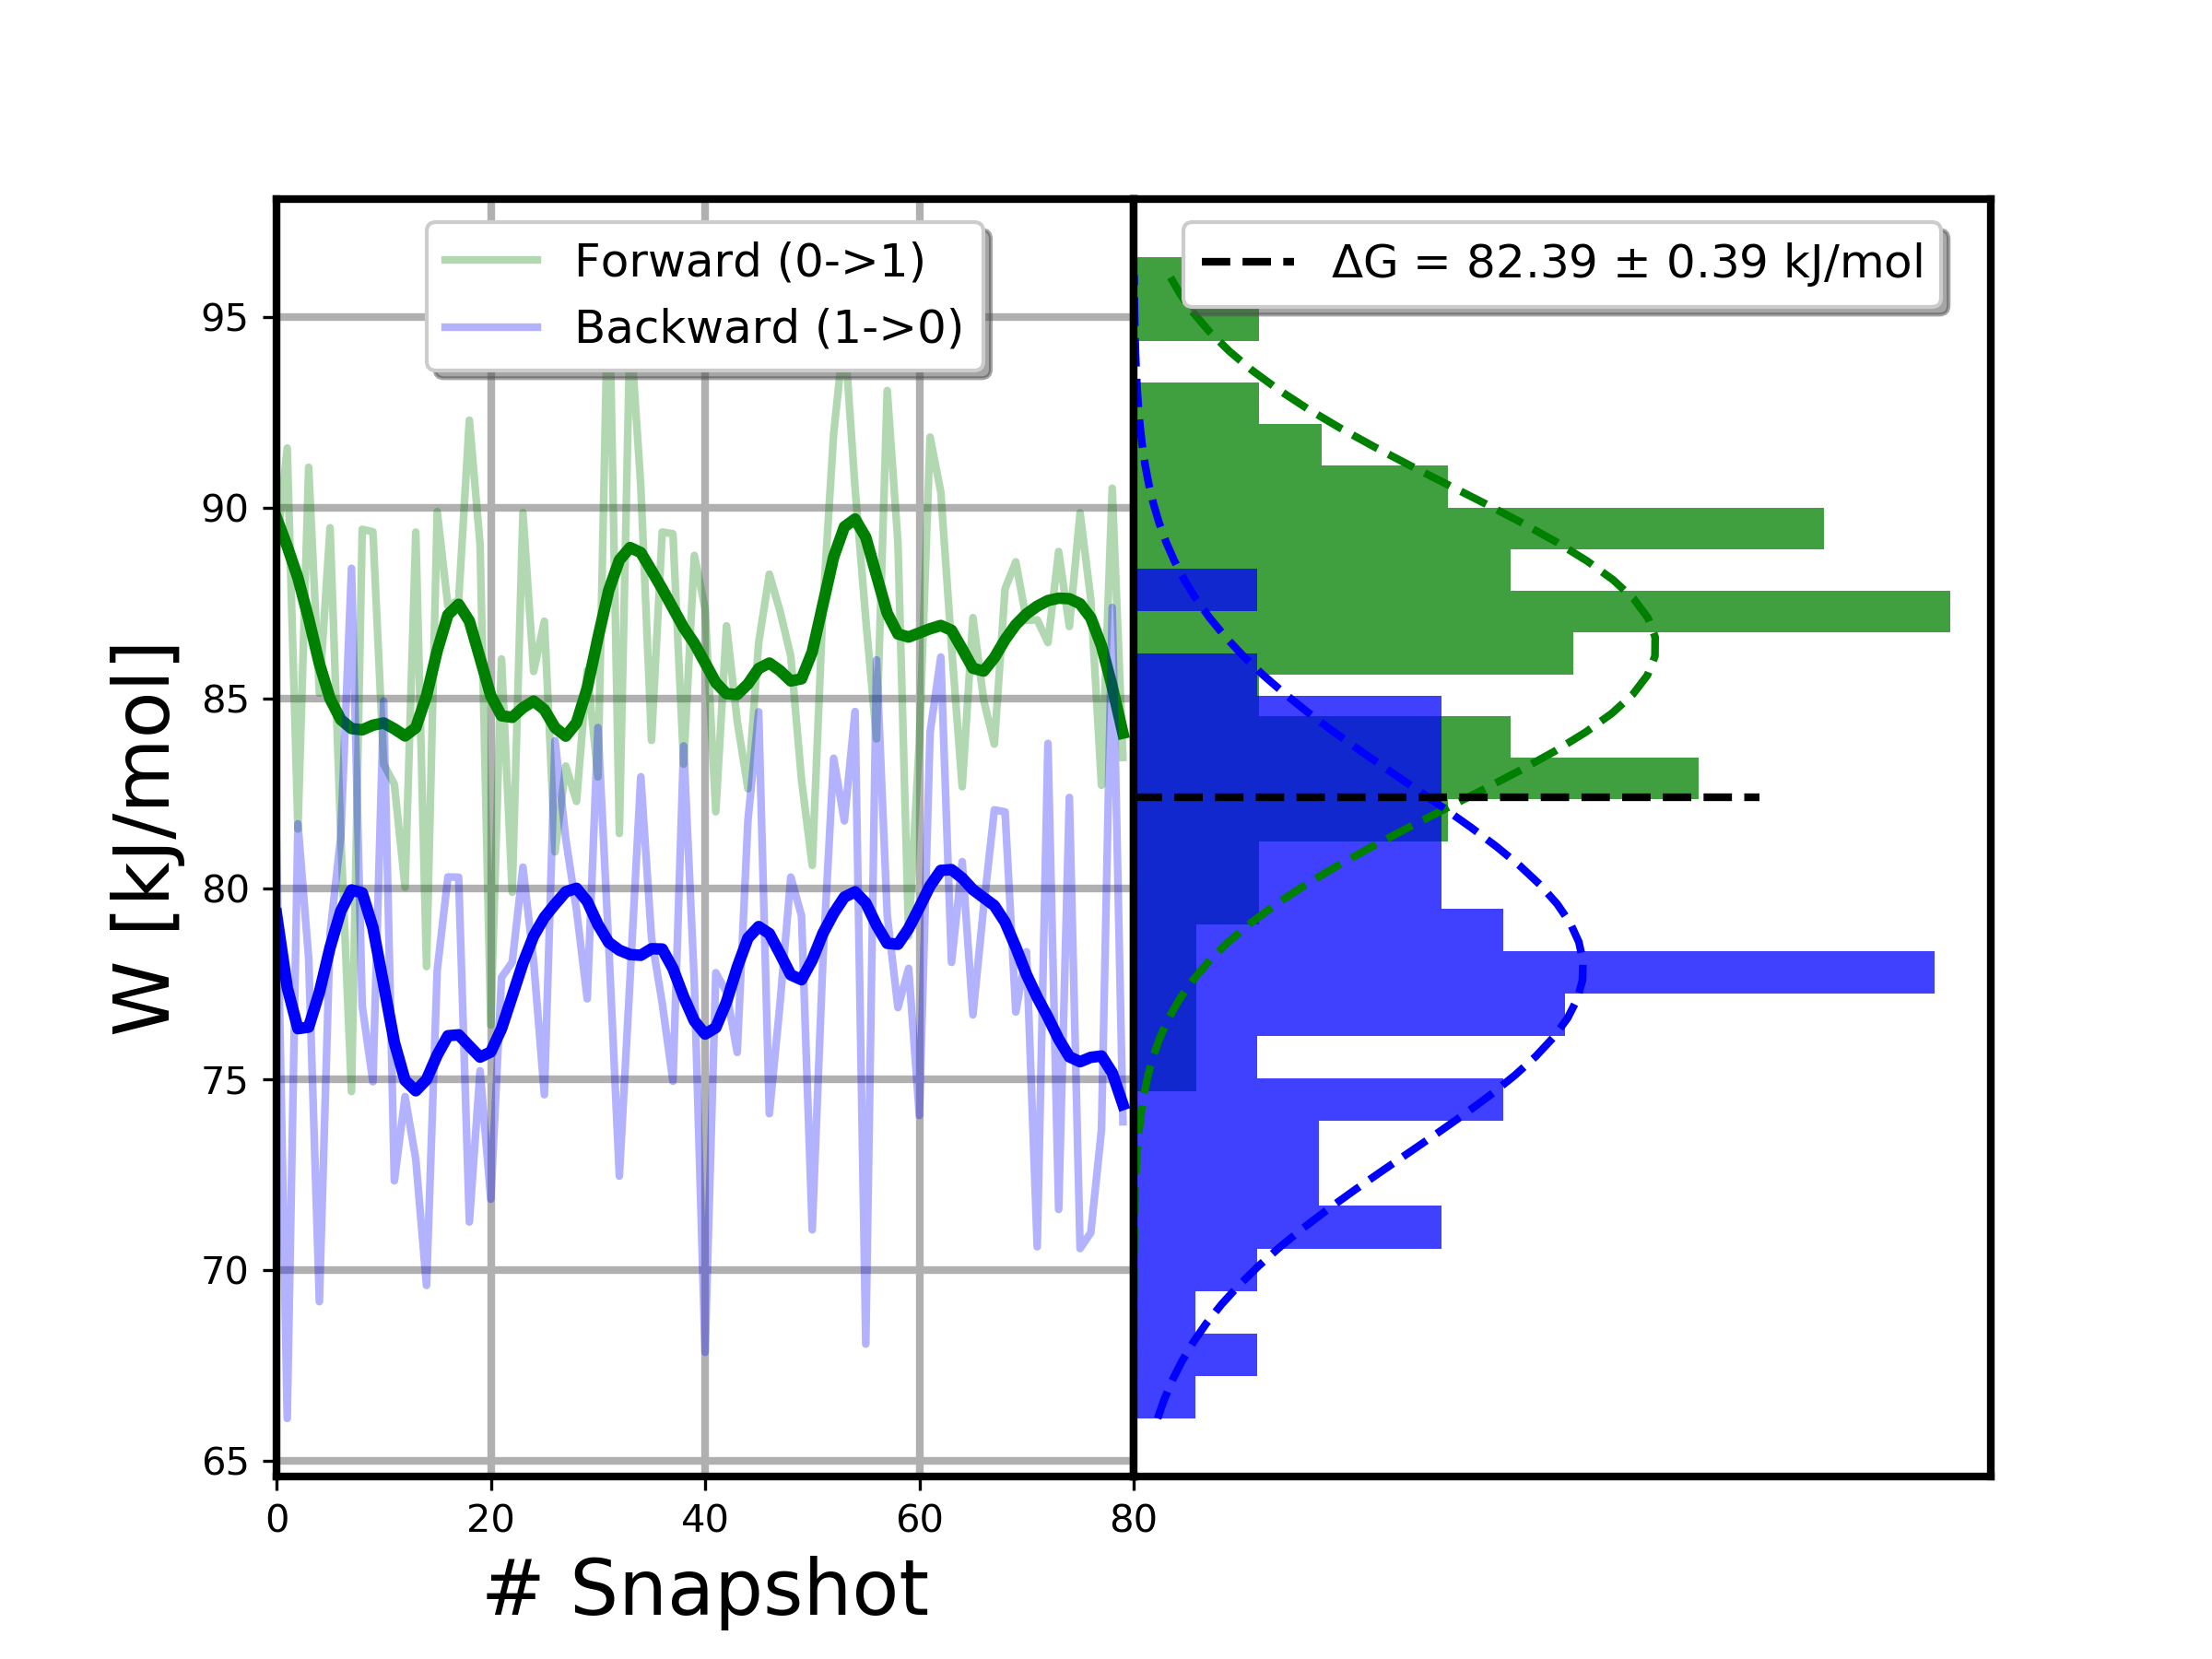 Forward (0->1)
Backward (1->0)
ΔG = 82.39 ± 0.39 kJ/mol
95
90
85
80
75
70
65
W [kJ/mol]
0 20 40 60 80
# Snapshot